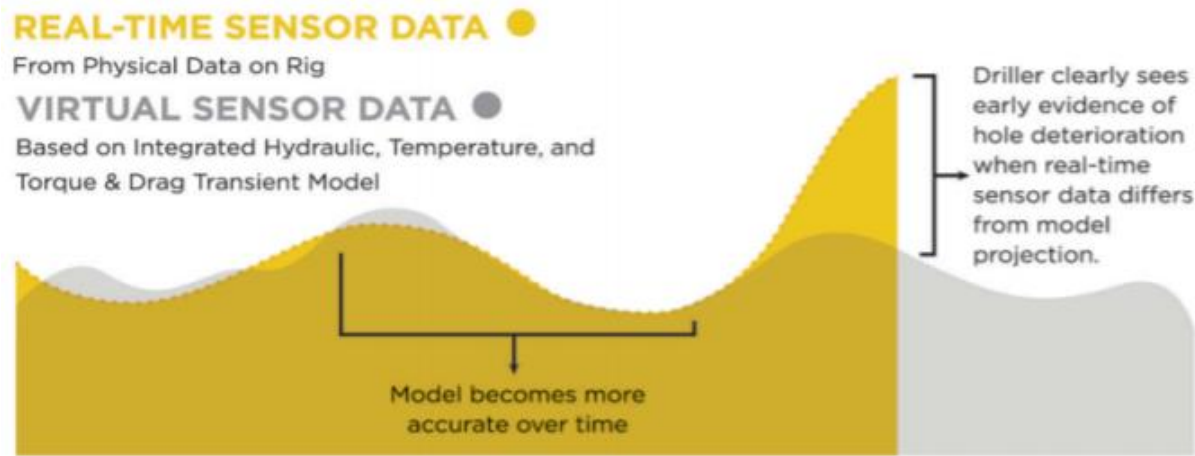 REAL-TIME SENSOR DATA
From Physical Data on Rig
VIRTUAL SENSOR DATA
Based on Integrated Hydraulic, Temperature, and
Torque & Drag Transient Model
Driller clearly sees
early evidence of
hole deterioration
when real-time
sensor data differs
from model
projection.
Model becomes more
accurate over time